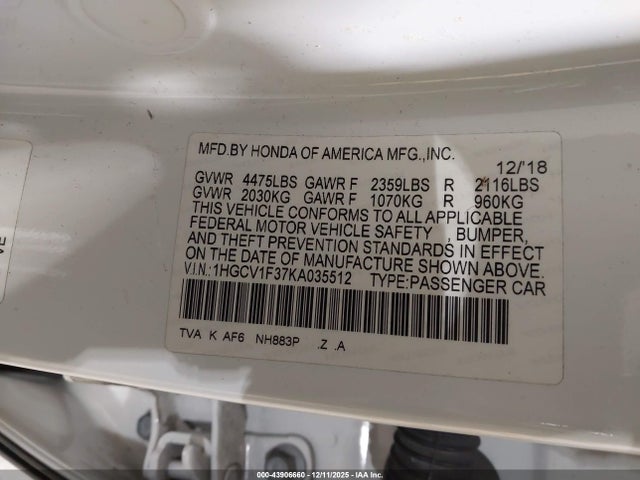 MFD.BY HONDA OF AMERICA MFG.,INC.
12/'18
GVWR 4475LBS GAWR F 2359LBS R 2116LBS
GVWR 2030KG GAWR F 1070KG R 960KG
THIS VEHICLE CONFORMS TO ALL APPLICABLE
FEDERAL MOTOR VEHICLE SAFETY , BUMPER,
AND THEFT PREVENTION STANDARDS IN EFFECT
ON THE DATE OF MANUFACTURE SHOWN ABOVE.
V.I.N.:1HGCV1F37KA035512 TYPE:PASSENGER CAR
TVA K AF6 NH883P .Z .A
000-43906660 - 12/11/2025 - IAAI.COM